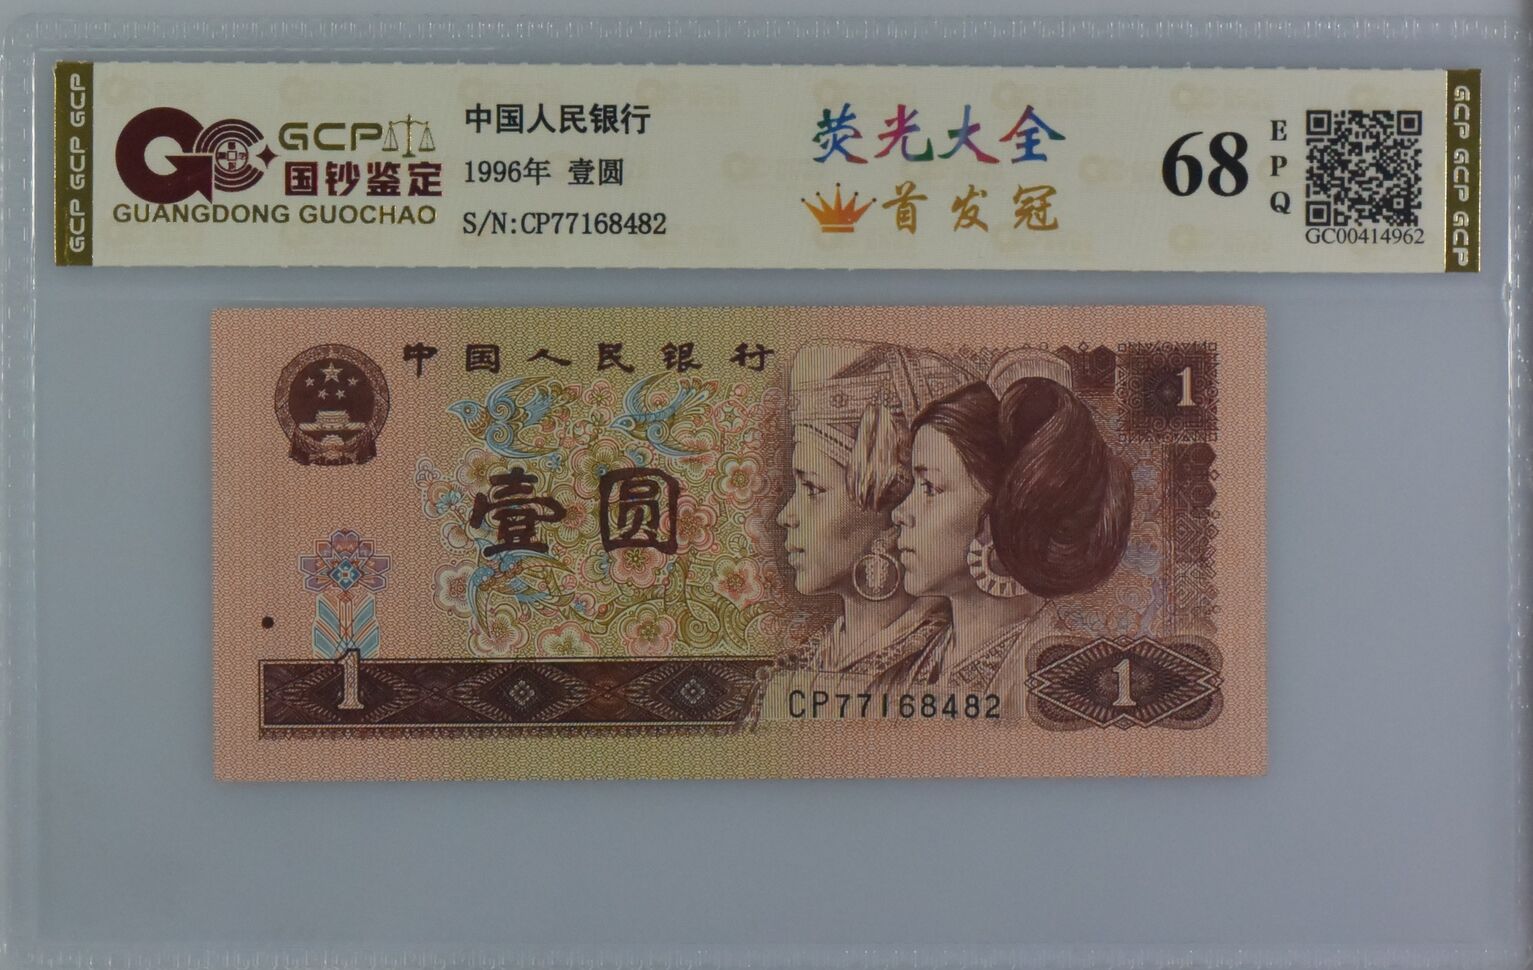 GCP GCP GCP
GCP
国钞鉴定
GUANGDONG GUOCHAO
中国人民银行
1996年 壹圆
S/N:CP77168482
荧光大全
首发冠
68
EPQ
GC00414962
GCP GCP GCP
中国人民银行
1
壹圆
1
CP77168482
1